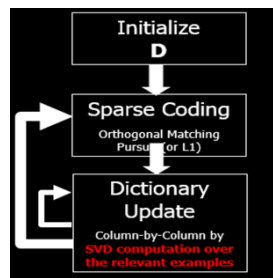 Initialize
D
Sparse Coding
Orthogonal Matching
Pursuit (or L1)
Dictionary
Update
Column-by-Column by
SVD computation over
the relevant examples